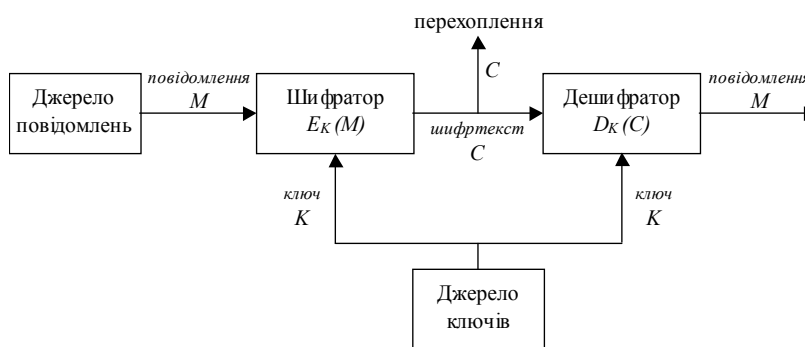 перехоплення
повідомлення
M
C
повідомлення
M
Джерело
повідомлень
Шифратор
E_K (M)
шифртекст
C
Дешифратор
D_K (C)
ключ
K
ключ
K
Джерело
ключів